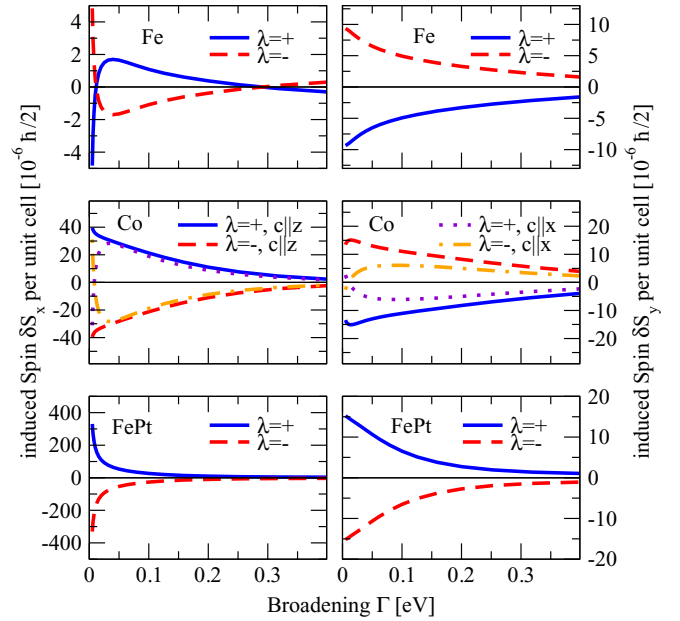 4
2
0
-2
-4
Fe
λ=+
λ=-
Fe
λ=+
λ=-
10
5
0
-5
-10
induced Spin δSx per unit cell [10-6 ħ/2]
40
20
0
-20
-40
Co
λ=+, c||z
λ=-, c||z
Co
λ=+, c||x
λ=-, c||x
20
10
0
-10
-20
induced Spin δSy per unit cell [10-6 ħ/2]
400
200
0
-200
-400
FePt
λ=+
λ=-
FePt
λ=+
λ=-
15
10
5
0
-5
-10
-15
-20
20
0 0.1 0.2 0.3 0 0.1 0.2 0.3
Broadening Γ [eV]